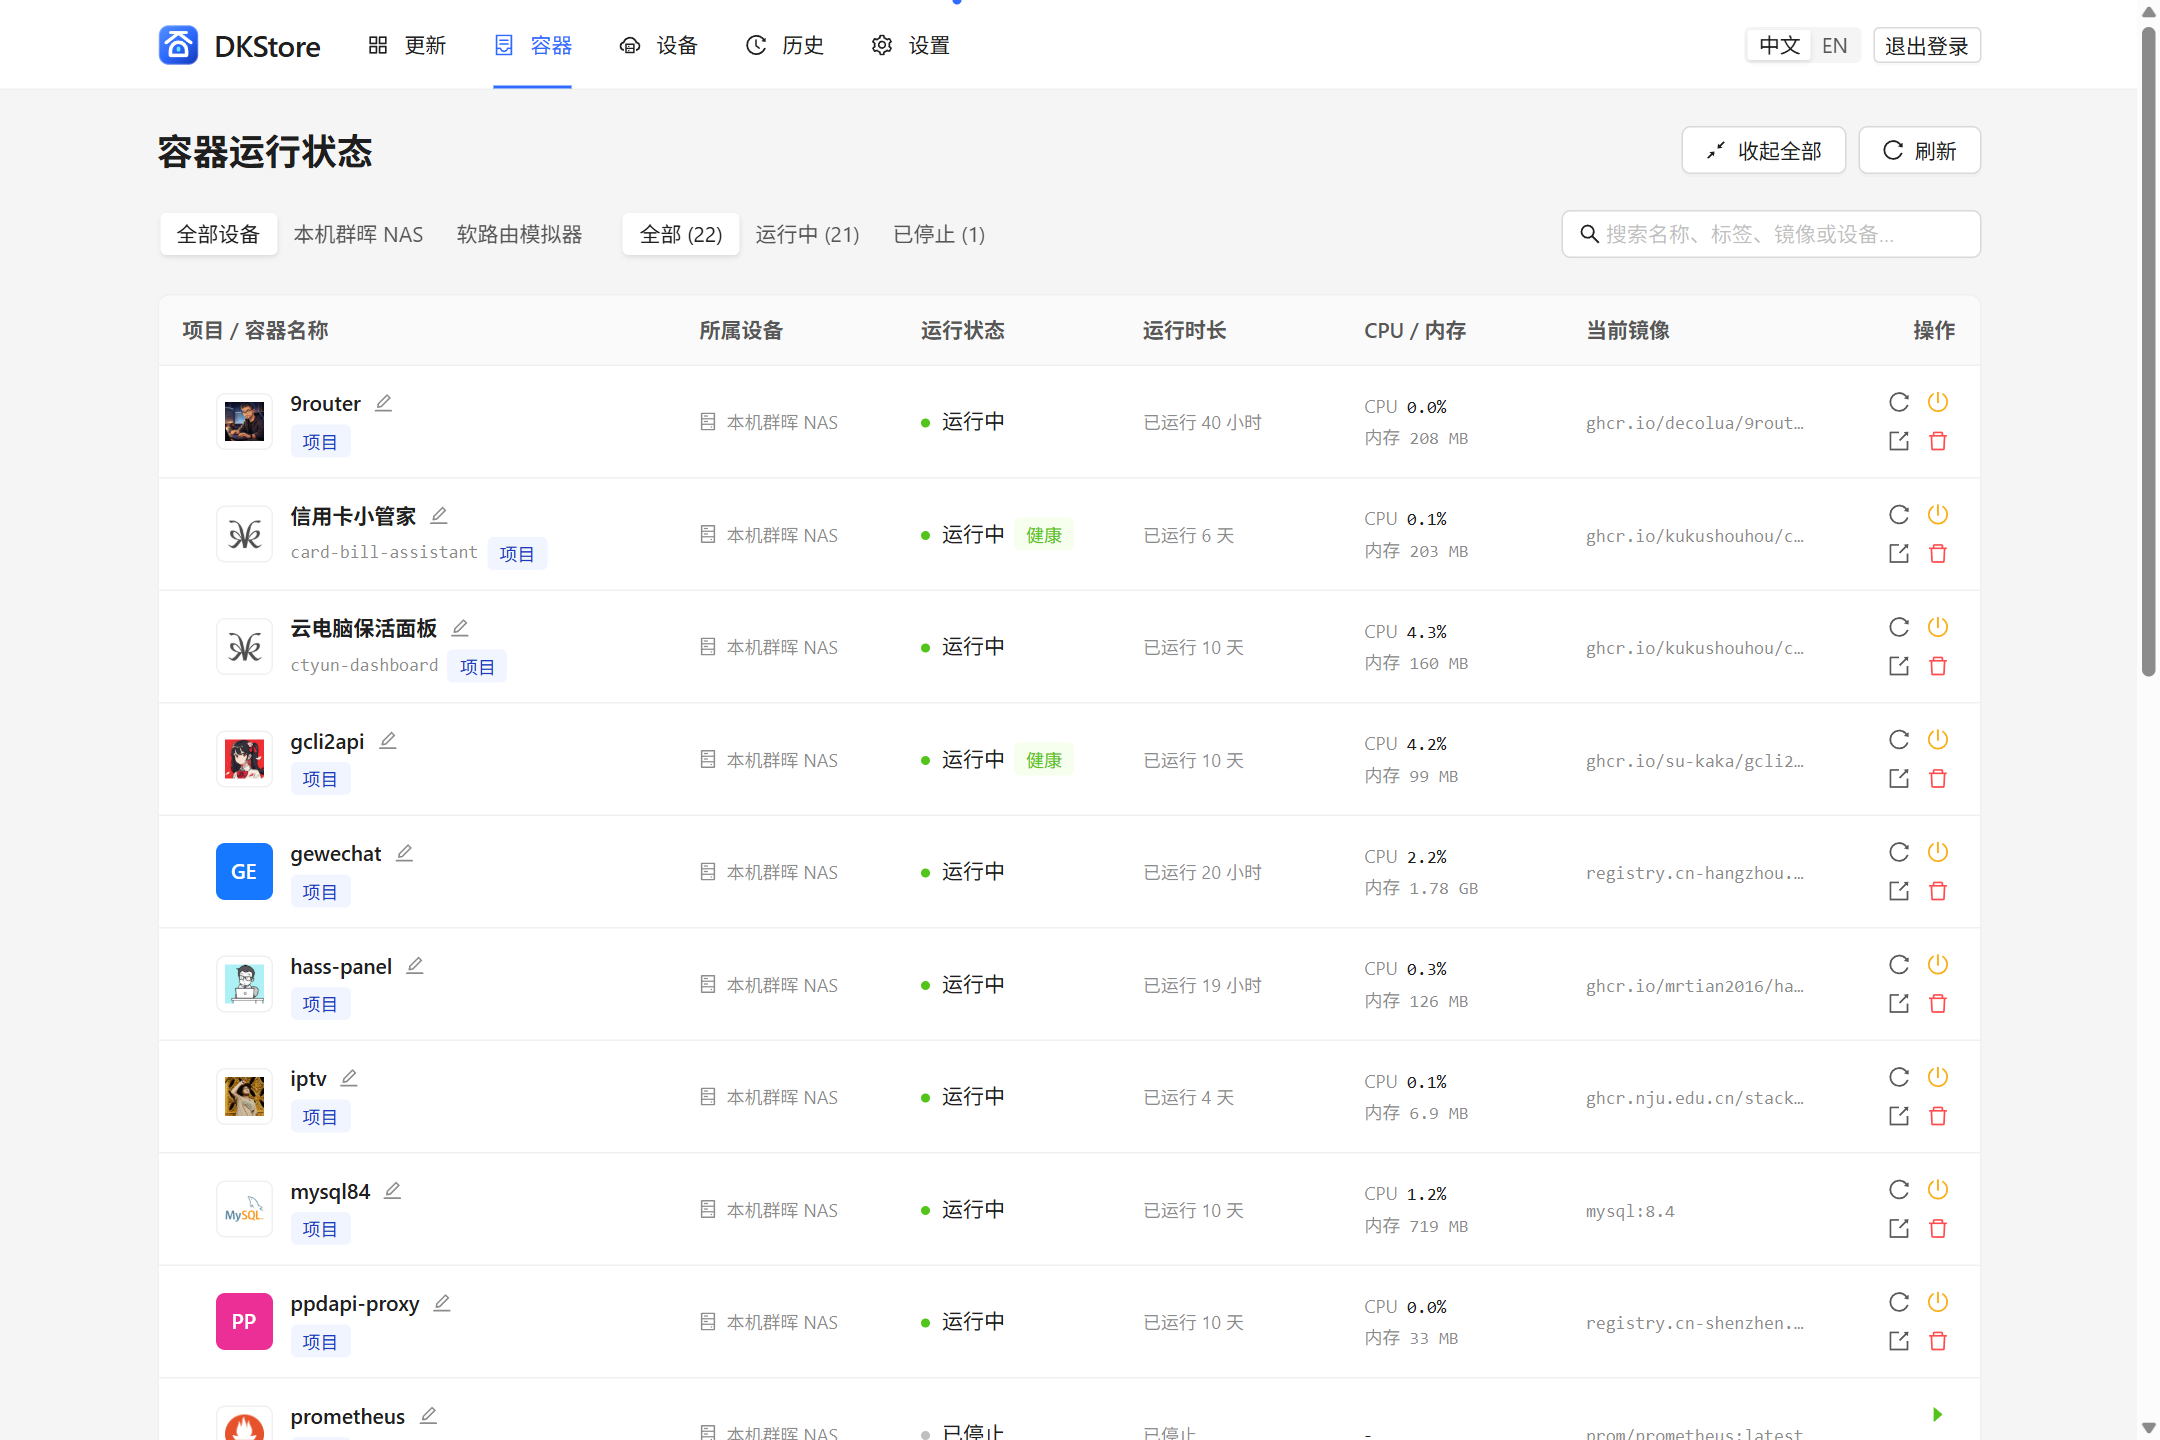 DKStore 更新 容器 设备 历史 设置 中文 EN 退出登录
容器运行状态 收起全部 刷新
全部设备 本机群晖 NAS 软路由模拟器 全部 (22) 运行中 (21) 已停止 (1) 搜索名称、标签、镜像或设备...
项目 / 容器名称 所属设备 运行状态 运行时长 CPU / 内存 当前镜像 操作
9router
项目
本机群晖 NAS 运行中 已运行 40 小时
CPU 0.0%
内存 208 MB
ghcr.io/decolua/9rout...
信用卡小管家
card-bill-assistant 项目
本机群晖 NAS 运行中 健康 已运行 6 天
CPU 0.1%
内存 203 MB
ghcr.io/kukushouhou/c...
云电脑保活面板
ctyun-dashboard 项目
本机群晖 NAS 运行中 已运行 10 天
CPU 4.3%
内存 160 MB
ghcr.io/kukushouhou/c...
gcli2api
项目
本机群晖 NAS 运行中 健康 已运行 10 天
CPU 4.2%
内存 99 MB
ghcr.io/su-kaka/gcli2...
GE
gewechat
项目
本机群晖 NAS 运行中 已运行 20 小时
CPU 2.2%
内存 1.78 GB
registry.cn-hangzhou....
hass-panel
项目
本机群晖 NAS 运行中 已运行 19 小时
CPU 0.3%
内存 126 MB
ghcr.io/mrtian2016/ha...
iptv
项目
本机群晖 NAS 运行中 已运行 4 天
CPU 0.1%
内存 6.9 MB
ghcr.nju.edu.cn/stack...
MySQL
mysql84
项目
本机群晖 NAS 运行中 已运行 10 天
CPU 1.2%
内存 719 MB
mysql:8.4
PP
ppdapi-proxy
项目
本机群晖 NAS 运行中 已运行 10 天
CPU 0.0%
内存 33 MB
registry.cn-shenzhen....
prometheus
本机群晖 NAS 已停止 已停止 - prom/prometheus:latest